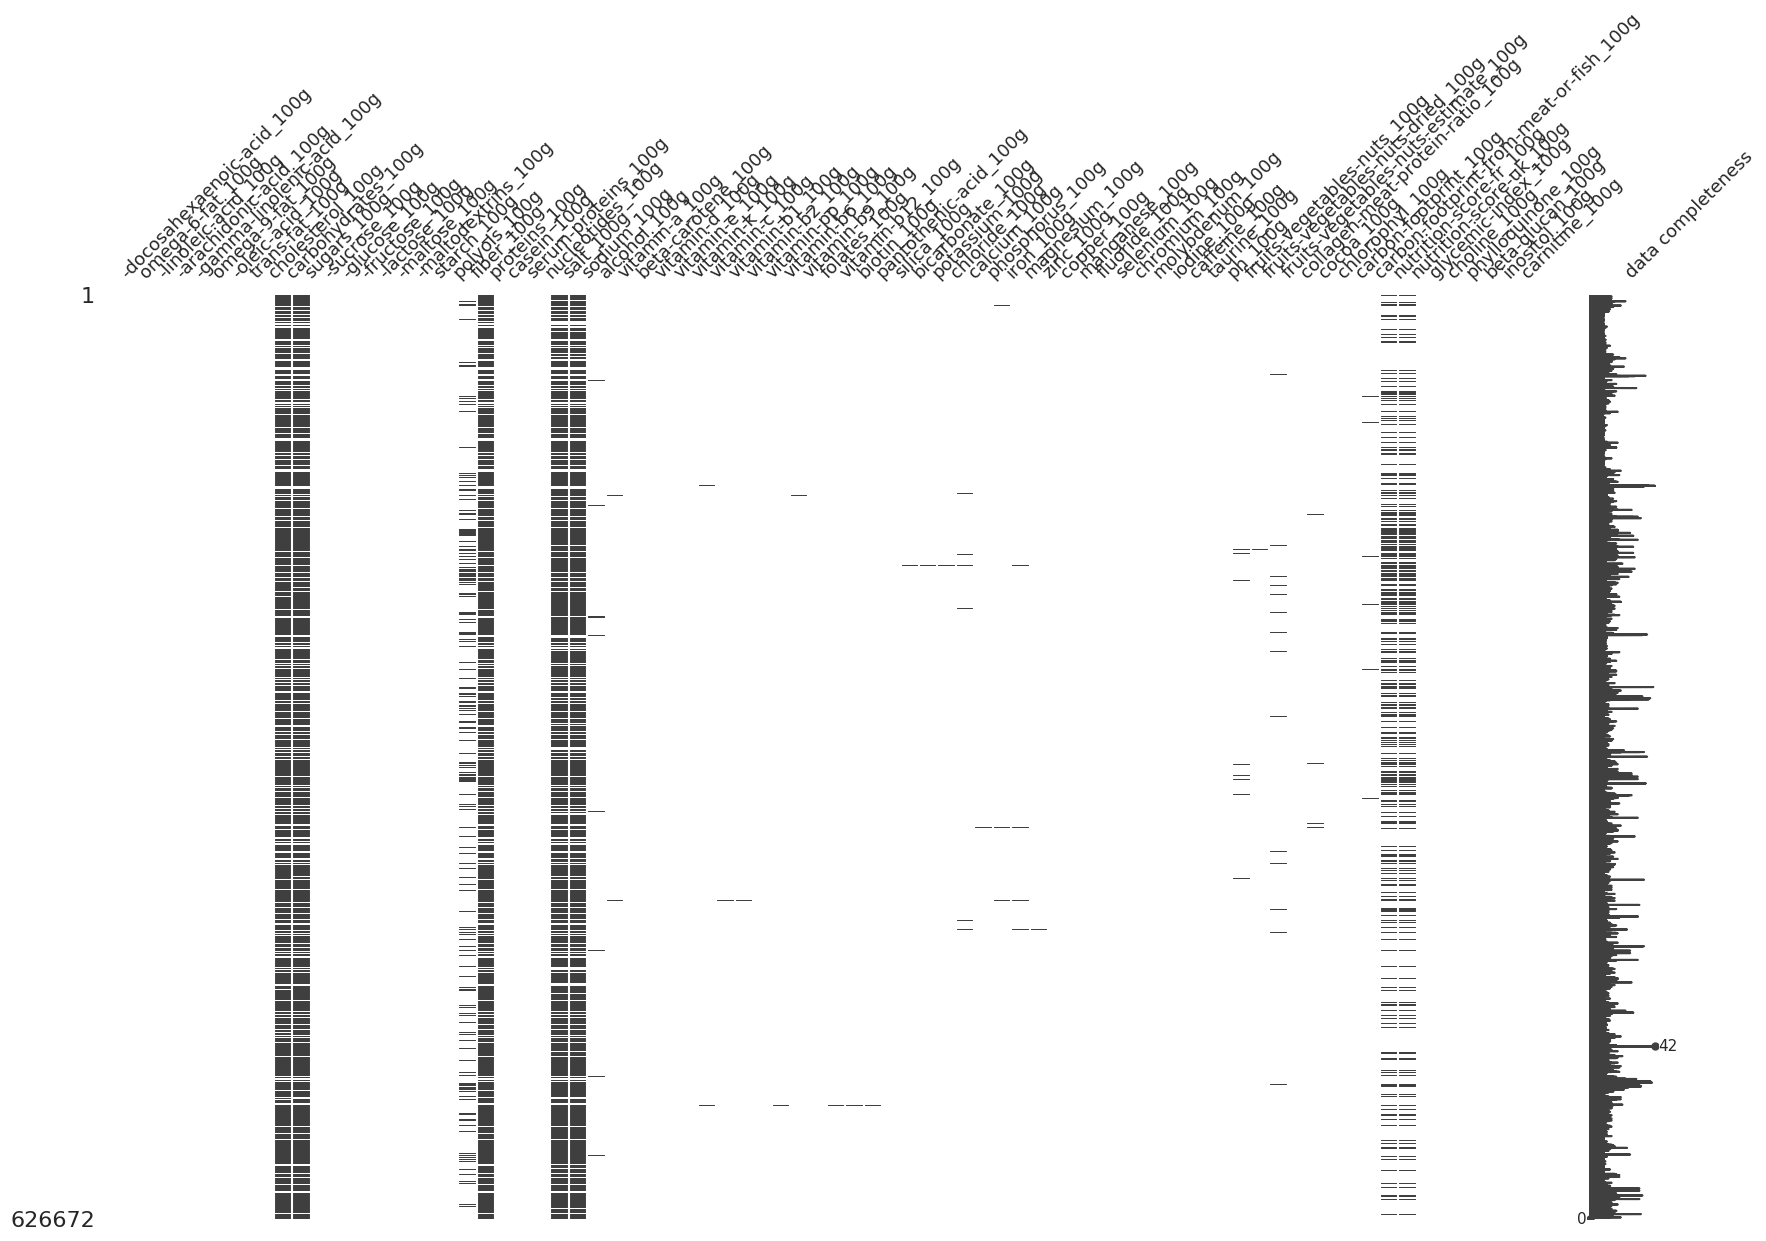 -docosahexaenoic-acid_100g
omega-6-fat_100g
-linoleic-acid_100g
-arachidonic-acid_100g
-gamma-linolenic-acid_100g
omega-9-fat_100g
-oleic-acid_100g
trans-fat_100g
cholesterol_100g
carbohydrates_100g
sugars_100g
-sucrose_100g
-glucose_100g
-fructose_100g
-lactose_100g
-maltose_100g
-maltodextrins_100g
starch_100g
polyols_100g
fiber_100g
proteins_100g
casein_100g
serum-proteins_100g
nucleotides_100g
salt_100g
sodium_100g
alcohol_100g
vitamin-a_100g
beta-carotene_100g
vitamin-d_100g
vitamin-e_100g
vitamin-k_100g
vitamin-c_100g
vitamin-b1_100g
vitamin-b2_100g
vitamin-pp_100g
vitamin-b6_100g
vitamin-b9_100g
folates_100g
vitamin-b12_100g
biotin_100g
pantothenic-acid_100g
silica_100g
bicarbonate_100g
potassium_100g
chloride_100g
calcium_100g
phosphorus_100g
iron_100g
magnesium_100g
zinc_100g
copper_100g
manganese_100g
fluoride_100g
selenium_100g
chromium_100g
molybdenum_100g
iodine_100g
caffeine_100g
taurine_100g
ph_100g
fruits-vegetables-nuts_100g
fruits-vegetables-nuts-dried_100g
fruits-vegetables-nuts-estimate_100g
collagen-meat-protein-ratio_100g
cocoa_100g
chlorophyl_100g
carbon-footprint_100g
carbon-footprint-from-meat-or-fish_100g
nutrition-score-fr_100g
nutrition-score-uk_100g
glycemic-index_100g
choline_100g
phylloquinone_100g
beta-glucan_100g
inositol_100g
carnitine_100g
data completeness
1
42
626672
0